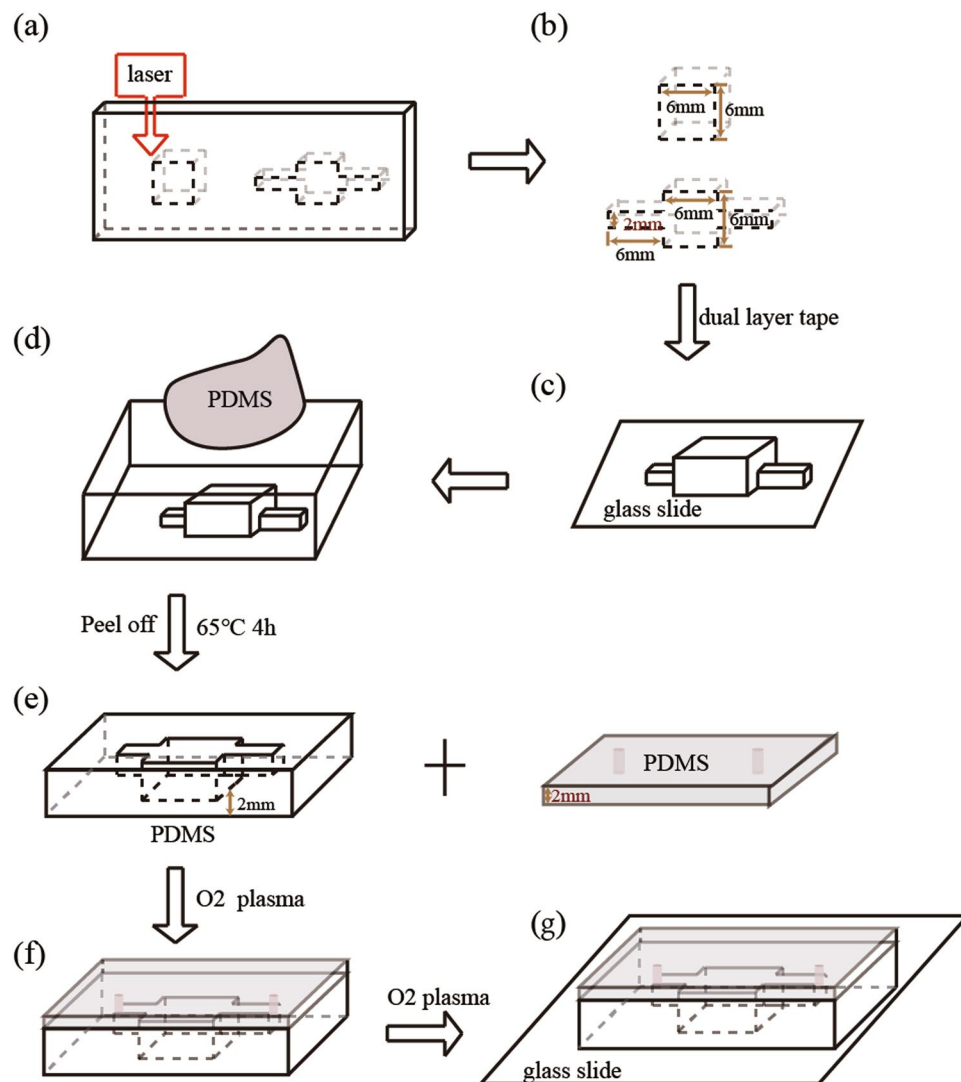 (a)
laser
(b)
6mm
6mm
6mm
6mm
2mm
6mm
dual layer tape
(c)
glass slide
(d)
PDMS
Peel off
65°C 4h
(e)
2mm
PDMS
PDMS
2mm
O2 plasma
(f)
O2 plasma
(g)
glass slide